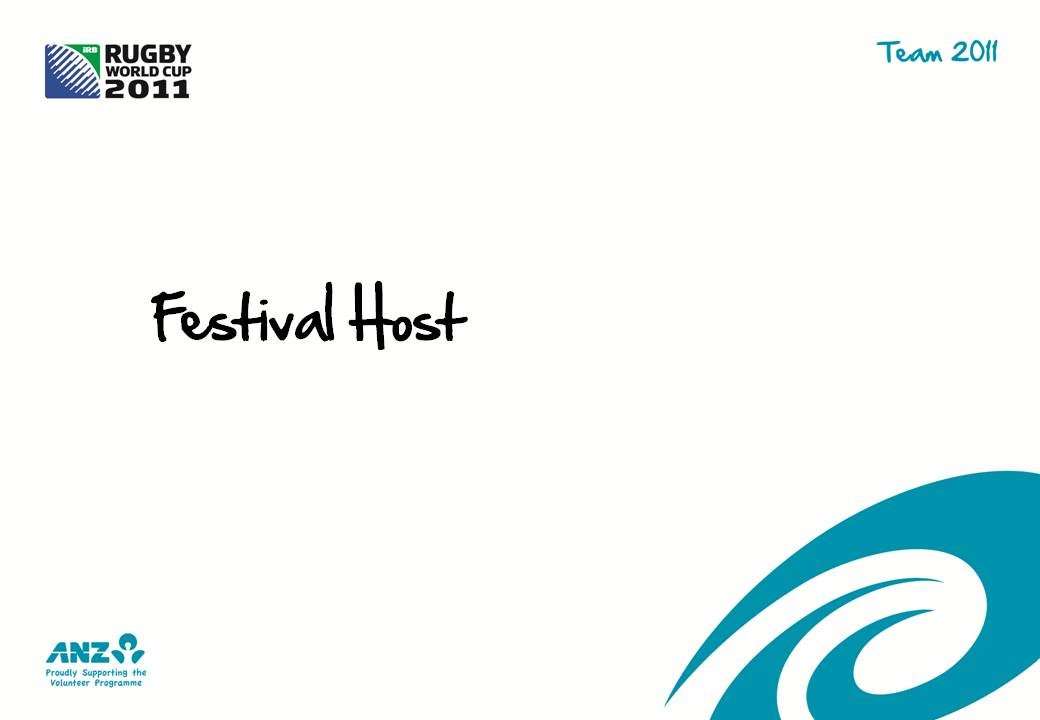 iRB
RUGBY
WORLD CUP
2011
Team 2011
Festival Host
ANZ
Proudly Supporting the
Volunteer Programme